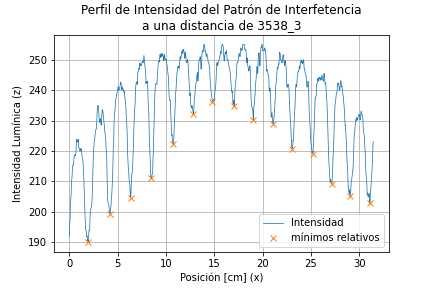 Perfil de Intensidad del Patrón de Interfetencia
a una distancia de 3538_3
Intensidad Lumínica (z)
250
240
230
220
210
200
190
0
5
10
15
20
25
30
Posición [cm] (x)
Intensidad
mínimos relativos